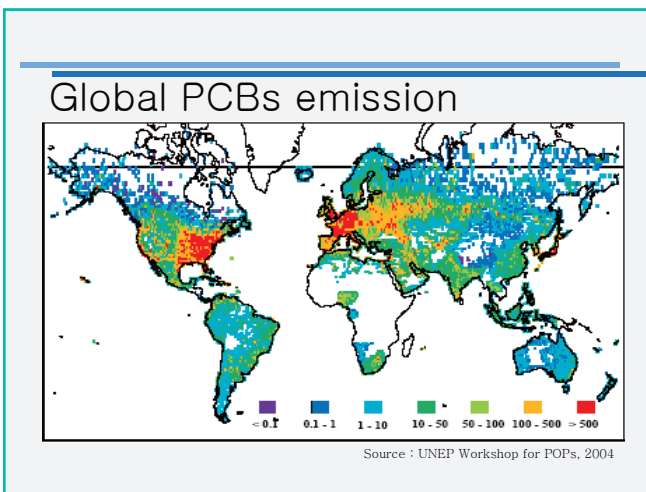 Global PCBs emission
< 0.1 0.1 - 1 1 - 10 10 - 50 50 - 100 100 - 500 > 500
Source : UNEP Workshop for POPs, 2004